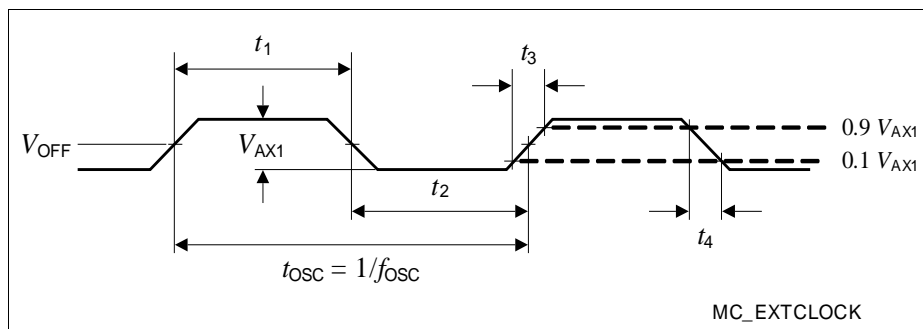 t1
t3
VOFF
VAX1
0.9 VAX1
0.1 VAX1
t2
t4
tOSC = 1/fOSC
MC_EXTCLOCK